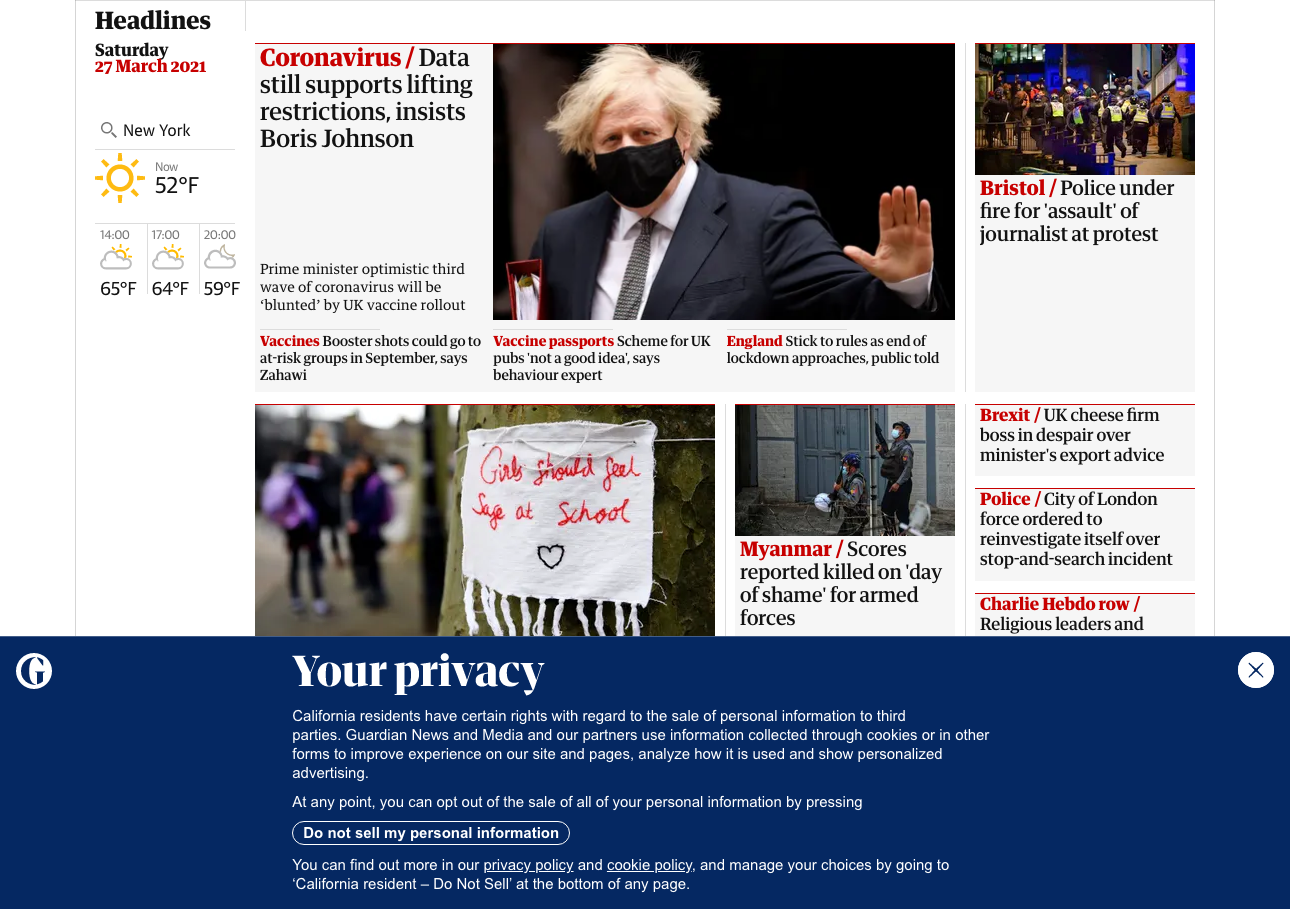 Headlines
Saturday
27 March 2021
New York
Now
52°F
14:00
17:00
20:00
65°F
64°F
59°F
Coronavirus / Data
still supports lifting
restrictions, insists
Boris Johnson
Prime minister optimistic third
wave of coronavirus will be
‘blunted’ by UK vaccine rollout
Vaccines Booster shots could go to
at-risk groups in September, says
Zahawi
Vaccine passports Scheme for UK
pubs 'not a good idea', says
behaviour expert
England Stick to rules as end of
lockdown approaches, public told
Bristol / Police under
fire for 'assault' of
journalist at protest
Girls should feel
Safe at School
Myanmar / Scores
reported killed on 'day
of shame' for armed
forces
Brexit / UK cheese firm
boss in despair over
minister's export advice
Police / City of London
force ordered to
reinvestigate itself over
stop-and-search incident
Charlie Hebdo row /
Religious leaders and
G
Your privacy
California residents have certain rights with regard to the sale of personal information to third
parties. Guardian News and Media and our partners use information collected through cookies or in other
forms to improve experience on our site and pages, analyze how it is used and show personalized
advertising.
At any point, you can opt out of the sale of all of your personal information by pressing
Do not sell my personal information
You can find out more in our privacy policy and cookie policy, and manage your choices by going to
‘California resident – Do Not Sell’ at the bottom of any page.